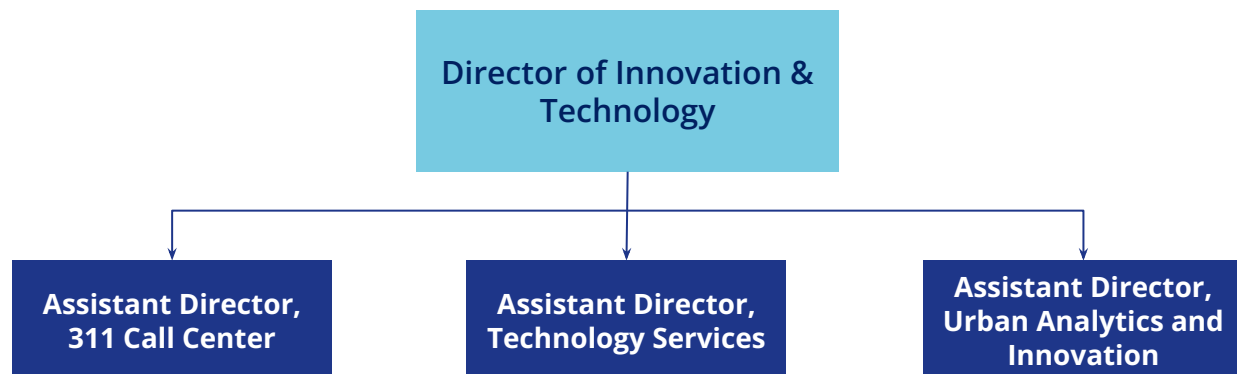 Director of Innovation &
Technology
Assistant Director,
311 Call Center
Assistant Director,
Technology Services
Assistant Director,
Urban Analytics and
Innovation